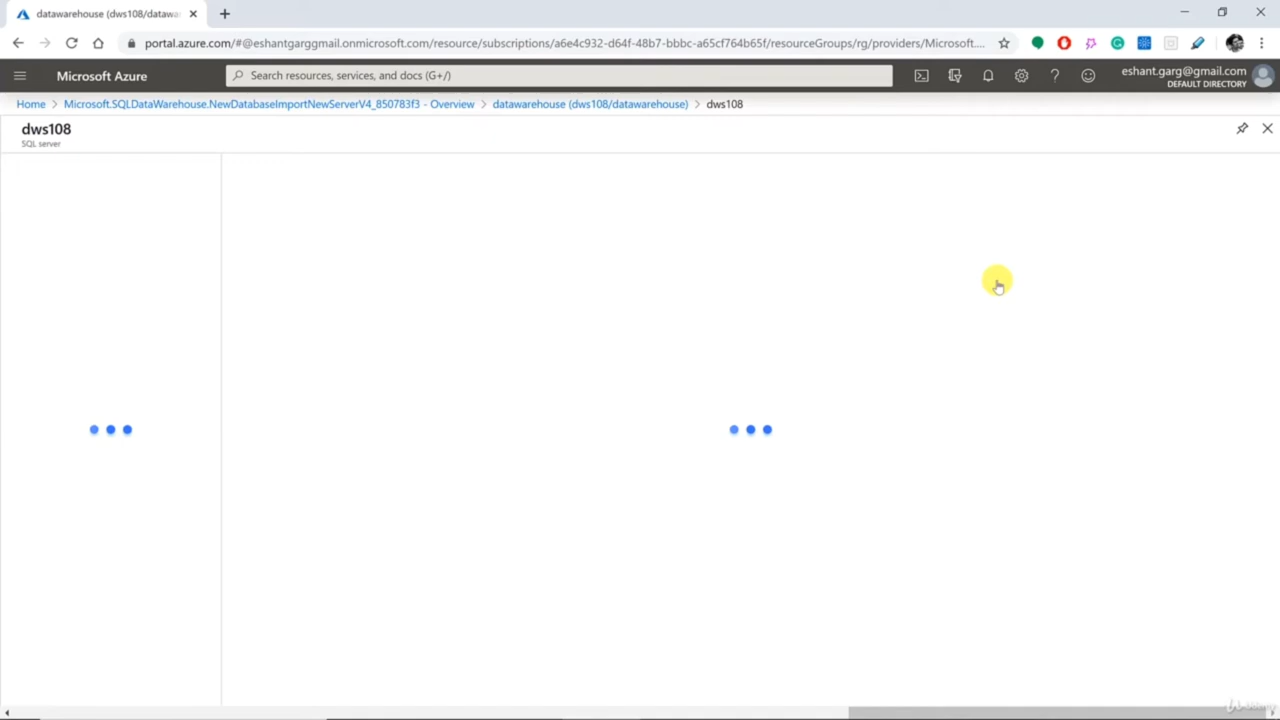 datawarehouse (dws108/datawa
portal.azure.com/#@eshantgarggmail.onmicrosoft.com/resource/subscriptions/a6e4c932-d64f-48b7-bbbc-a65cf764b65f/resourceGroups/rg/providers/Microsoft....
Microsoft Azure
Search resources, services, and docs (G+/)
eshant.garg@gmail.com
DEFAULT DIRECTORY
Home > Microsoft.SQLDataWarehouse.NewDatabaseImportNewServerV4_850783f3 - Overview > datawarehouse (dws108/datawarehouse) > dws108
dws108
SQL server
Udemy